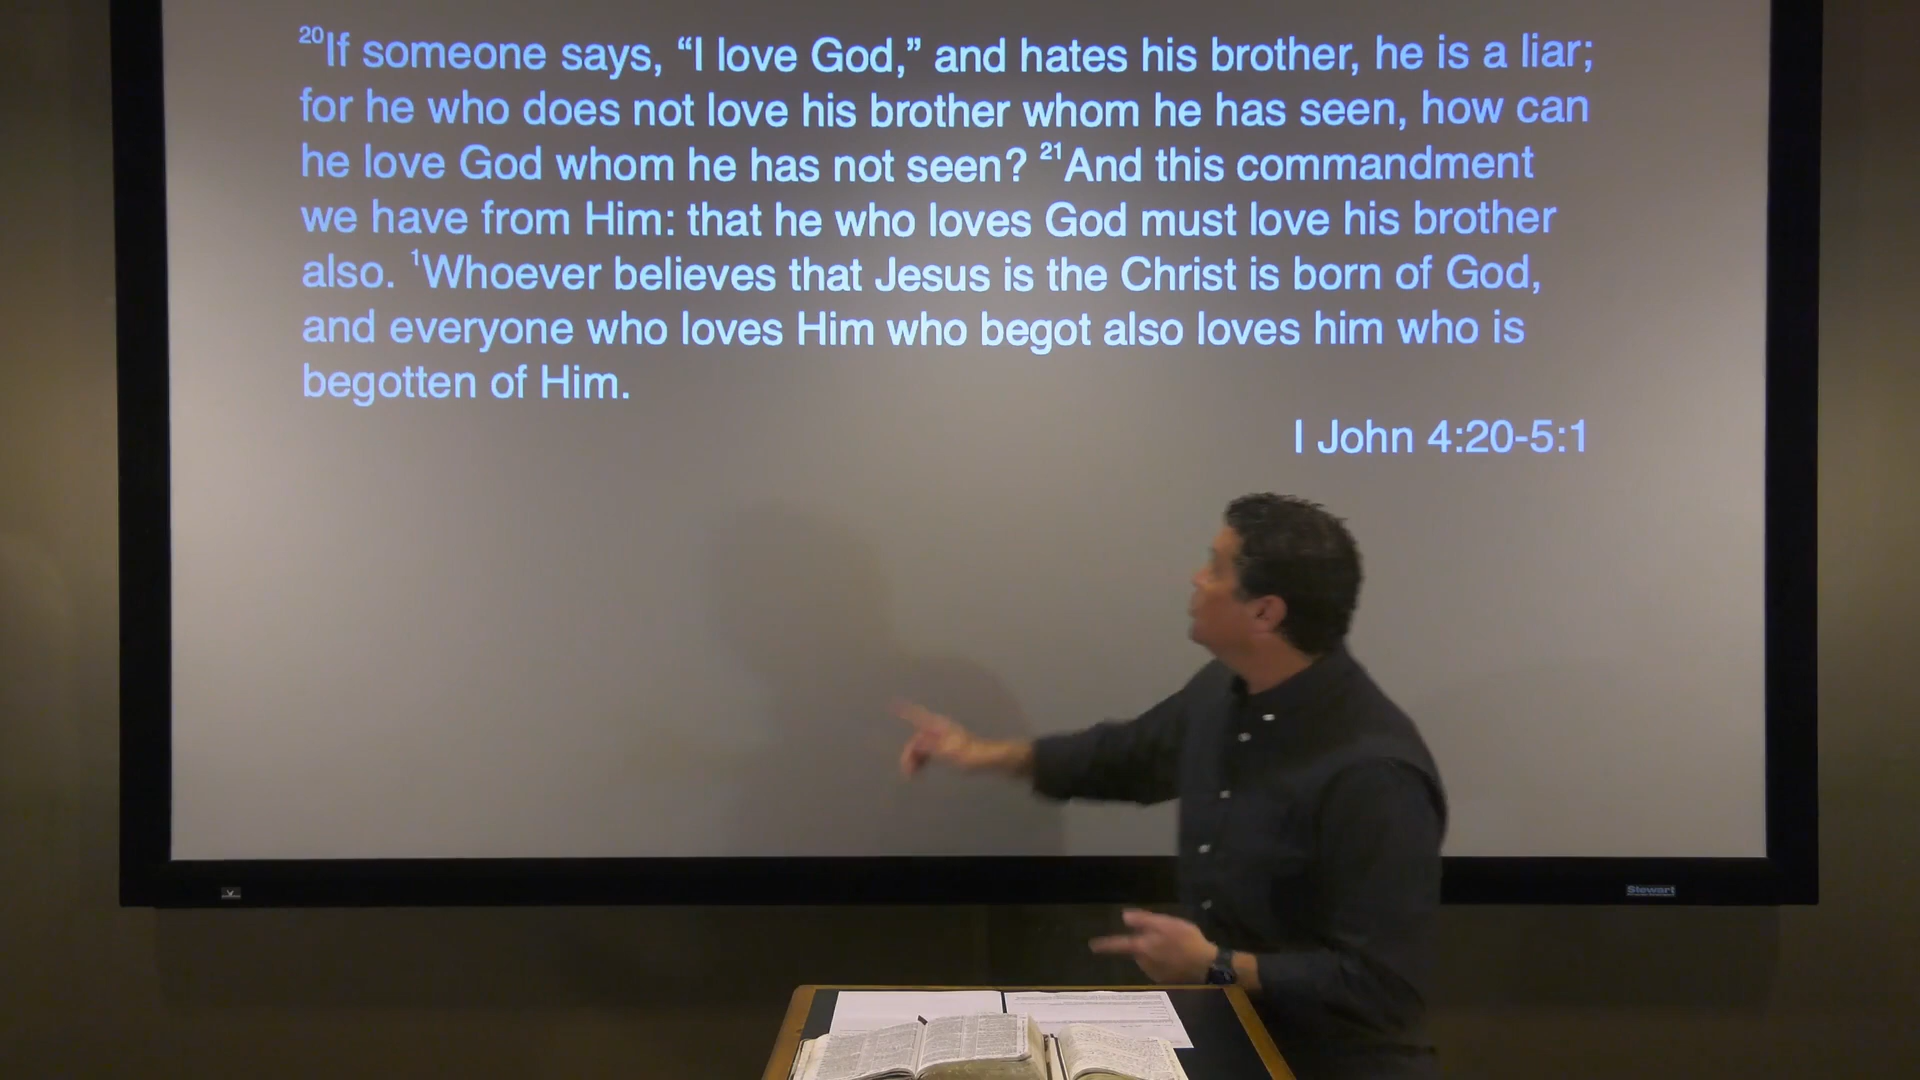 ²⁰If someone says, “I love God,” and hates his brother, he is a liar;
for he who does not love his brother whom he has seen, how can
he love God whom he has not seen? ²¹And this commandment
we have from Him: that he who loves God must love his brother
also. ¹Whoever believes that Jesus is the Christ is born of God,
and everyone who loves Him who begot also loves him who is
begotten of Him.
I John 4:20-5:1
Stewart